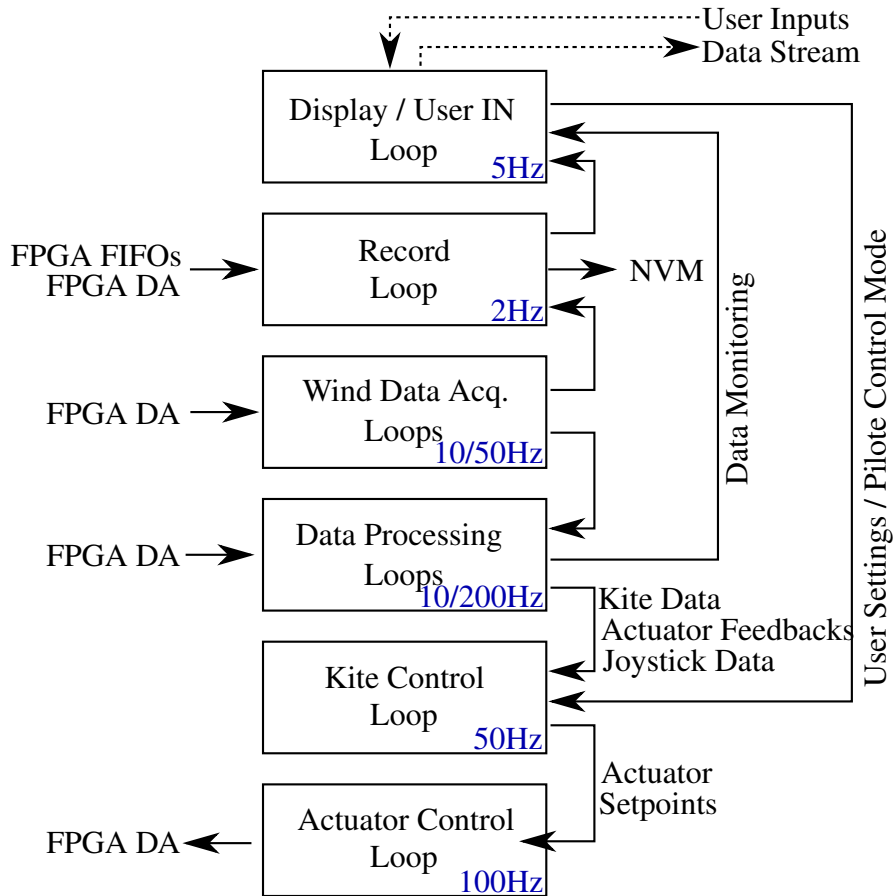 User Inputs
Data Stream
Display / User IN
Loop
5Hz
FPGA FIFOs
FPGA DA
Record
Loop
2Hz
NVM
FPGA DA
Wind Data Acq.
Loops
10/50Hz
Data Monitoring
User Settings / Pilote Control Mode
FPGA DA
Data Processing
Loops
10/200Hz
Kite Data
Actuator Feedbacks
Joystick Data
Kite Control
Loop
50Hz
Actuator
Setpoints
FPGA DA
Actuator Control
Loop
100Hz